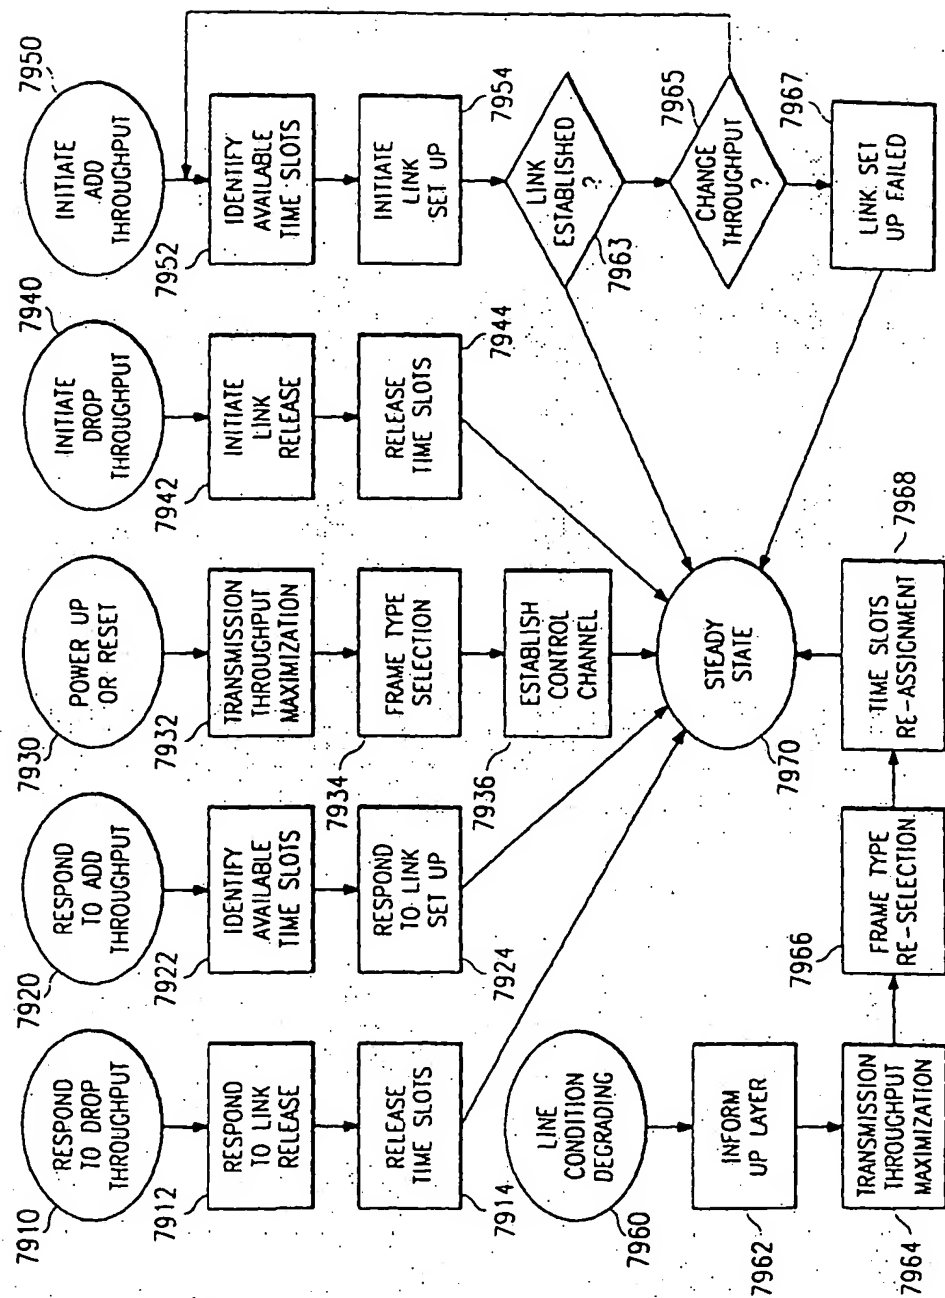 7910
RESPOND
TO DROP
THROUGHPUT
7912
RESPOND
TO LINK
RELEASE
RELEASE
TIME SLOTS
7914
7920
RESPOND
TO ADD
THROUGHPUT
7922
IDENTIFY
AVAILABLE
TIME SLOTS
RESPOND
TO LINK
SET UP
7924
7930
POWER UP
OR RESET
7932
TRANSMISSION
THROUGHPUT
MAXIMIZATION
7934
FRAME TYPE
SELECTION
7936
ESTABLISH
CONTROL
CHANNEL
7940
INITIATE
DROP
THROUGHPUT
7942
INITIATE
LINK
RELEASE
RELEASE
TIME SLOTS
7944
7950
INITIATE
ADD
THROUGHPUT
7952
IDENTIFY
AVAILABLE
TIME SLOTS
INITIATE
LINK
SET UP
7954
LINK
ESTABLISHED
?
7963
CHANGE
THROUGHPUT
?
7965
LINK SET
UP FAILED
7967
LINE
CONDITION
DEGRADING
7960
INFORM
UP LAYER
7962
TRANSMISSION
THROUGHPUT
MAXIMIZATION
7964
7966
FRAME TYPE
RE-SELECTION
TIME SLOTS
RE-ASSIGNMENT
7968
STEADY
STATE
7970